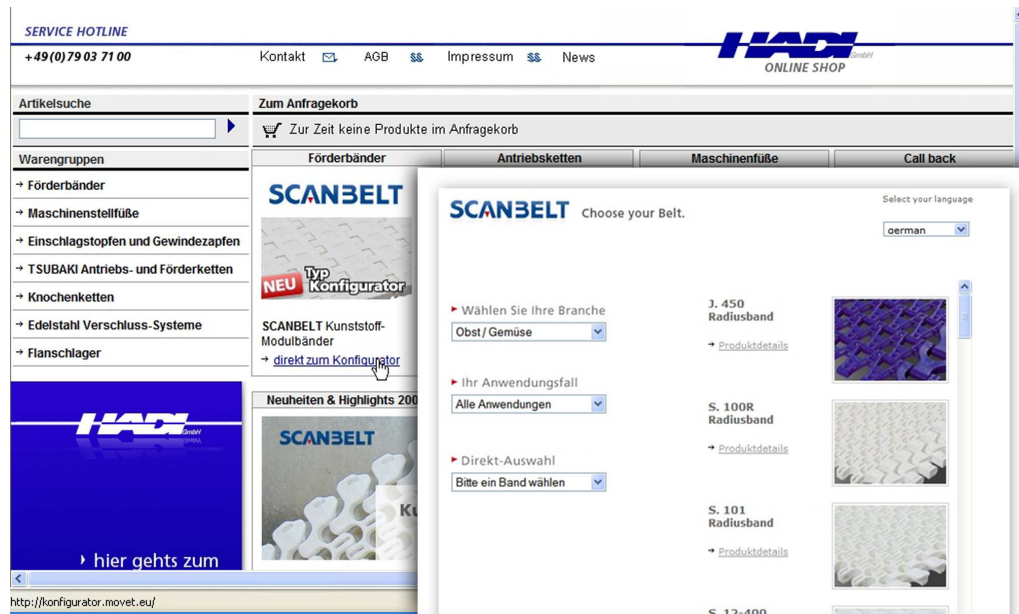 SERVICE HOTLINE
+49(0)79 03 71 00
Kontakt AGB §§ Impressum §§ News
HADI GmbH
ONLINE SHOP
Artikelsuche
Zum Anfragekorb
Zur Zeit keine Produkte im Anfragekorb
Warengruppen
Förderbänder Antriebsketten Maschinenfüße Call back
Förderbänder
Maschinenstellfüße
Einschlagstopfen und Gewindezapfen
TSUBAKI Antriebs- und Förderketten
Knochenketten
Edelstahl Verschluss-Systeme
Flanschlager
HADI GmbH
hier gehts zum
SCANBELT
Typ
NEU Konfigurator
SCANBELT Kunststoff-
Modulbänder
direkt zum Konfigurator
Neuheiten & Highlights 200
SCANBELT
Ku
SCANBELT Choose your Belt.
Select your language
german
Wählen Sie Ihre Branche
Obst / Gemüse
Ihr Anwendungsfall
Alle Anwendungen
Direkt-Auswahl
Bitte ein Band wählen
J. 450
Radiusband
Produktdetails
S. 100R
Radiusband
Produktdetails
S. 101
Radiusband
Produktdetails
S. 12-400
http://konfigurator.movet.eu/